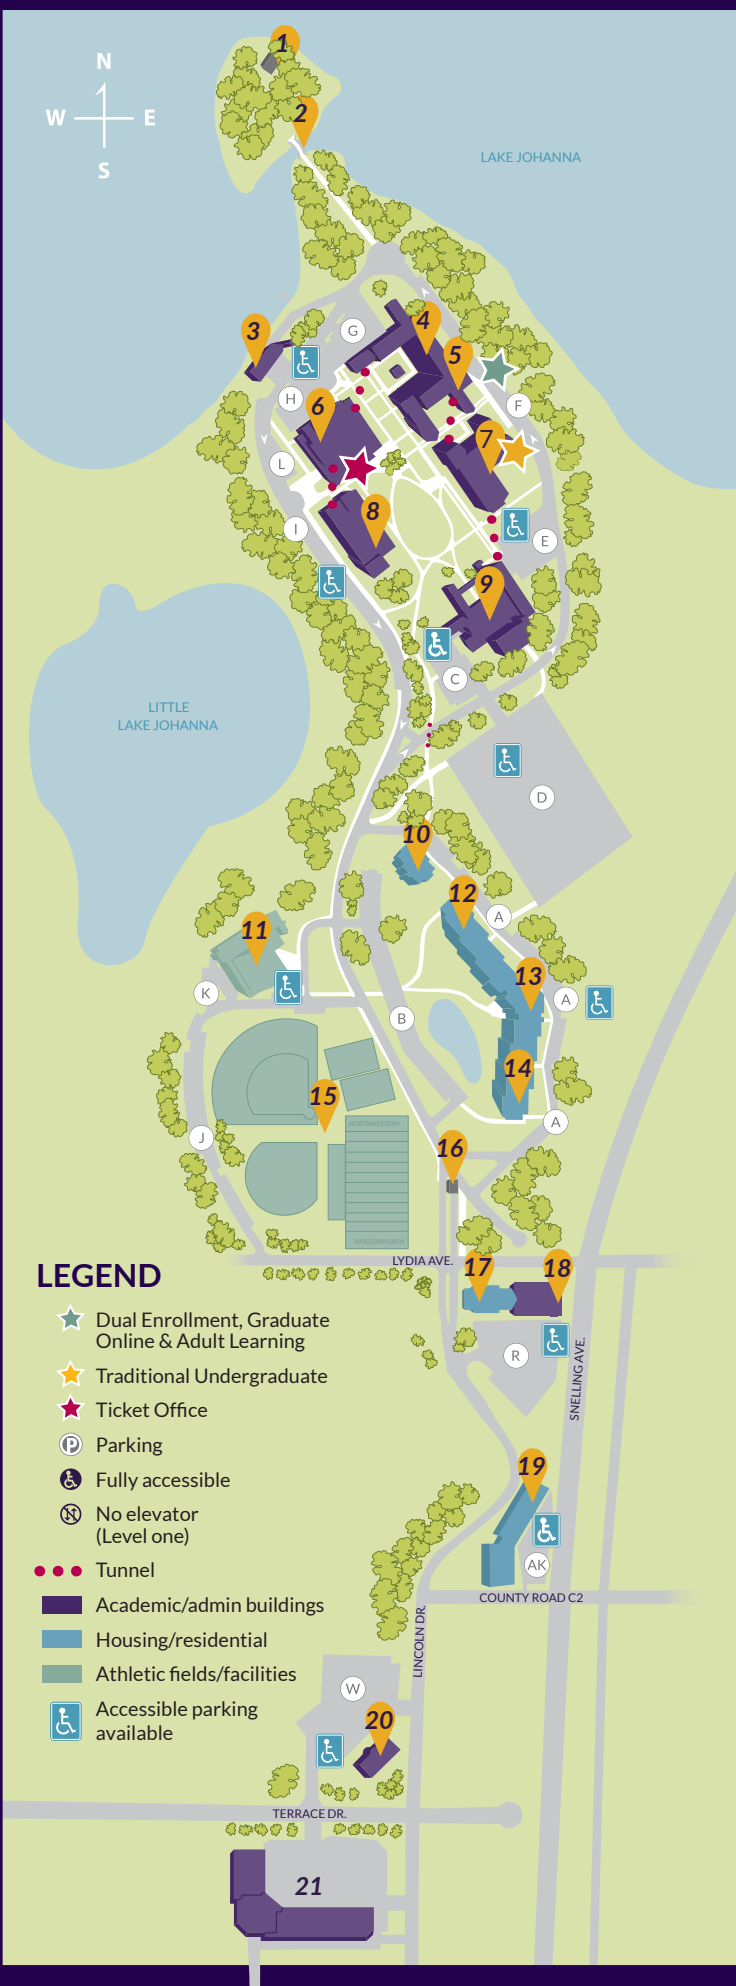 1
N
W
E
S
2
LAKE JOHANNA
3
G
4
5
H
6
F
7
L
8
I
E
9
C
LITTLE
LAKE JOHANNA
D
10
12
A
11
13
K
A
B
14
15
NORTHWESTERN
A
J
16
NORTHWESTERN
LYDIA AVE.
17
18
R
SNELLING AVE.
19
AK
COUNTY ROAD C2
LINCOLN DR.
W
20
TERRACE DR.
21
LEGEND
Dual Enrollment, Graduate
Online & Adult Learning
Traditional Undergraduate
Ticket Office
P
Parking
Fully accessible
No elevator
(Level one)
Tunnel
Academic/admin buildings
Housing/residential
Athletic fields/facilities
Accessible parking
available